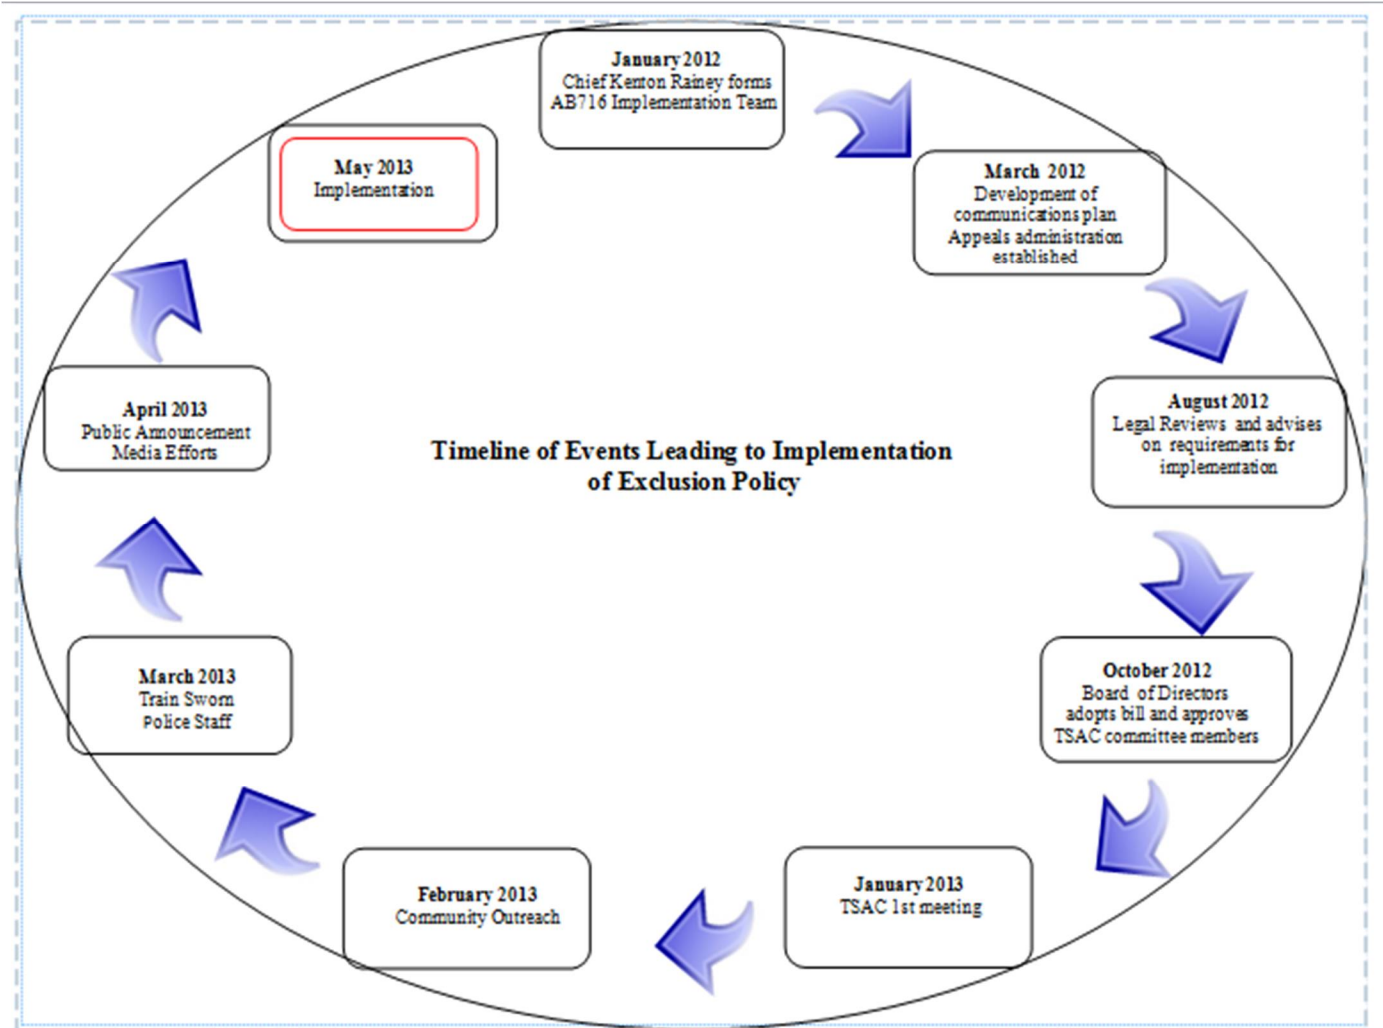 January 2012
Chief Kenton Rainey forms
AB716 Implementation Team
March 2012
Development of
communications plan
Appeals administration
established
August 2012
Legal Reviews and advises
on requirements for
implementation
October 2012
Board of Directors
adopts bill and approves
TSAC committee members
January 2013
TSAC 1st meeting
February 2013
Community Outreach
March 2013
Train Sworn
Police Staff
April 2013
Public Announcement
Media Efforts
May 2013
Implementation
Timeline of Events Leading to Implementation
of Exclusion Policy